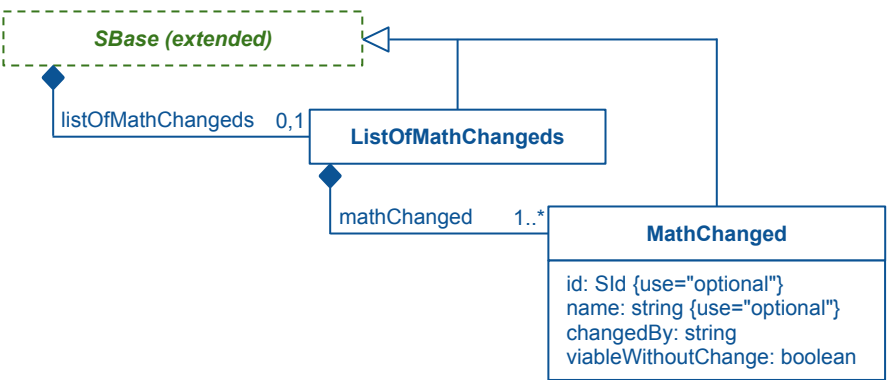 SBase (extended)
listOfMathChangeds 0,1
ListOfMathChangeds
mathChanged 1..*
MathChanged
id: SId {use="optional"}
name: string {use="optional"}
changedBy: string
viableWithoutChange: boolean